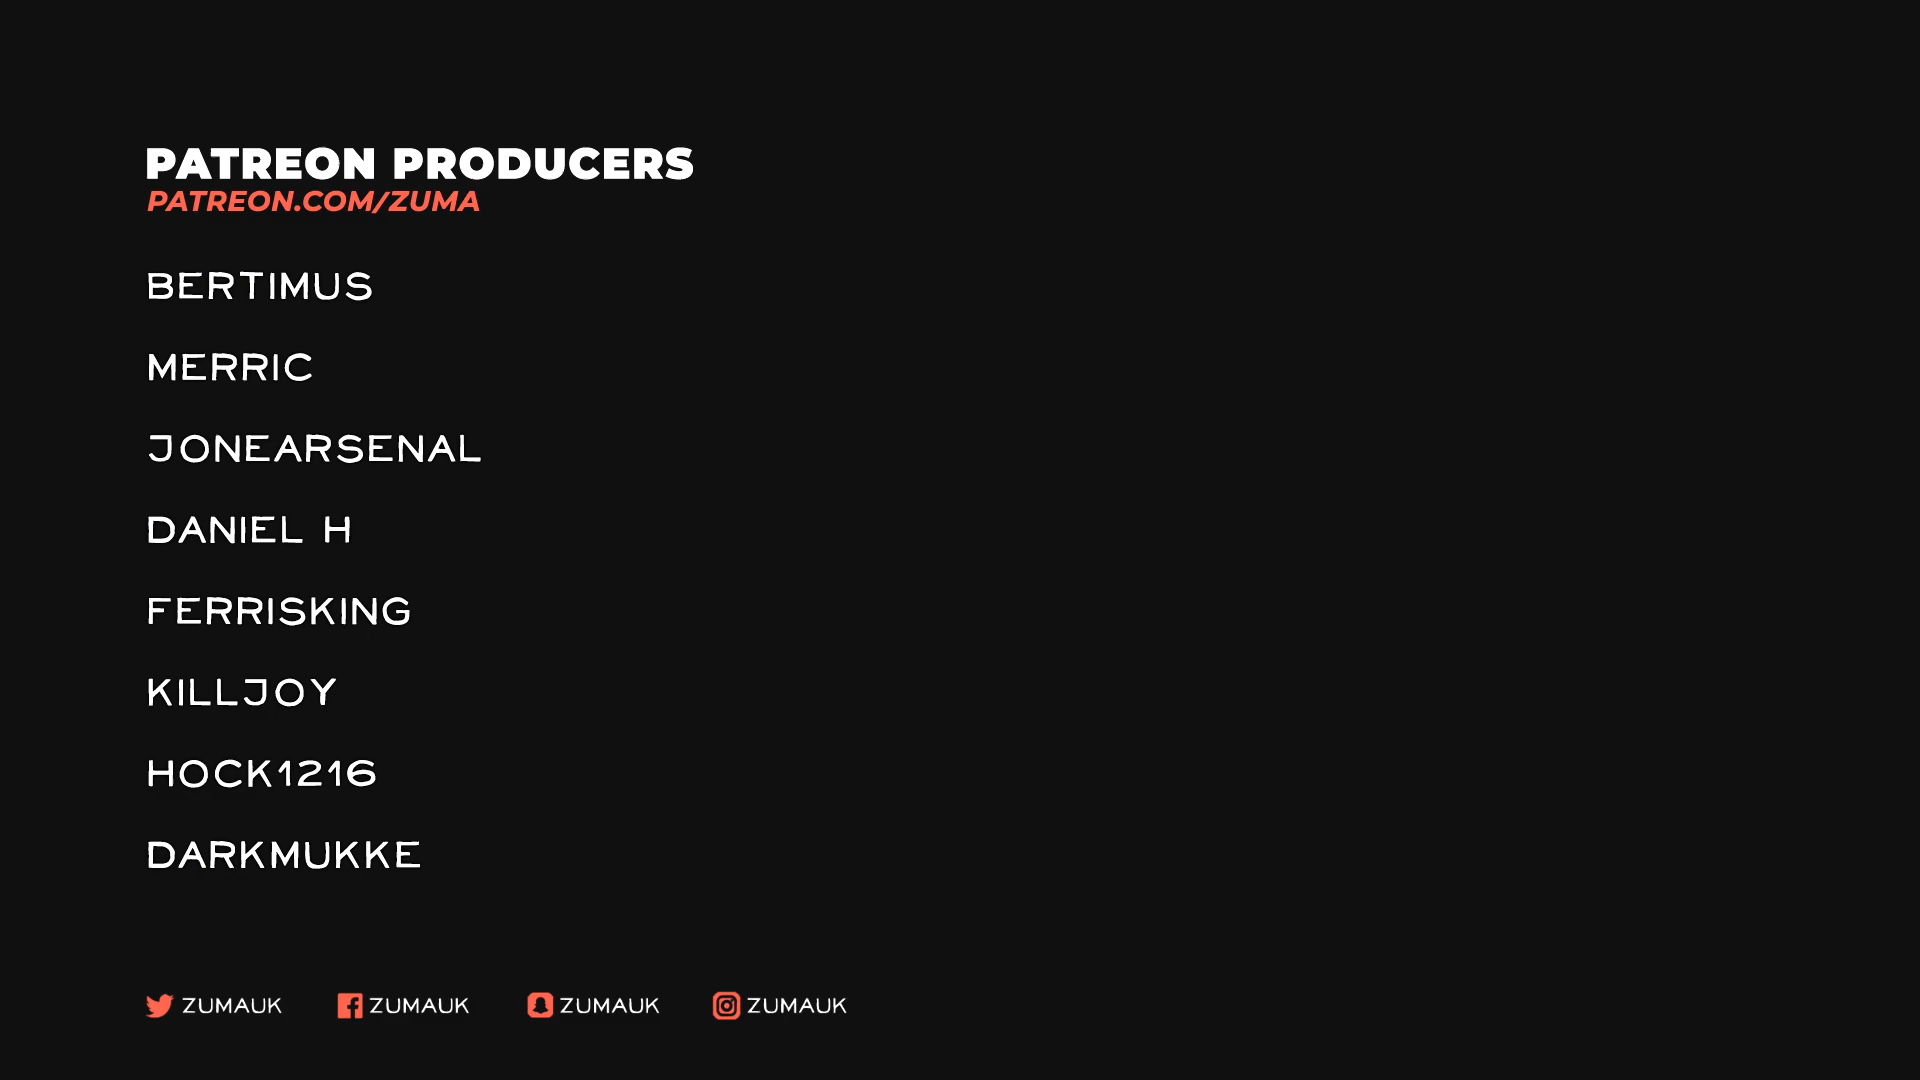 PATREON PRODUCERS
PATREON.COM/ZUMA
BERTIMUS
MERRIC
JONEARSENAL
DANIEL H
FERRISKING
KILLJOY
HOCK1216
DARKMUKKE
ZUMAUK ZUMAUK ZUMAUK ZUMAUK